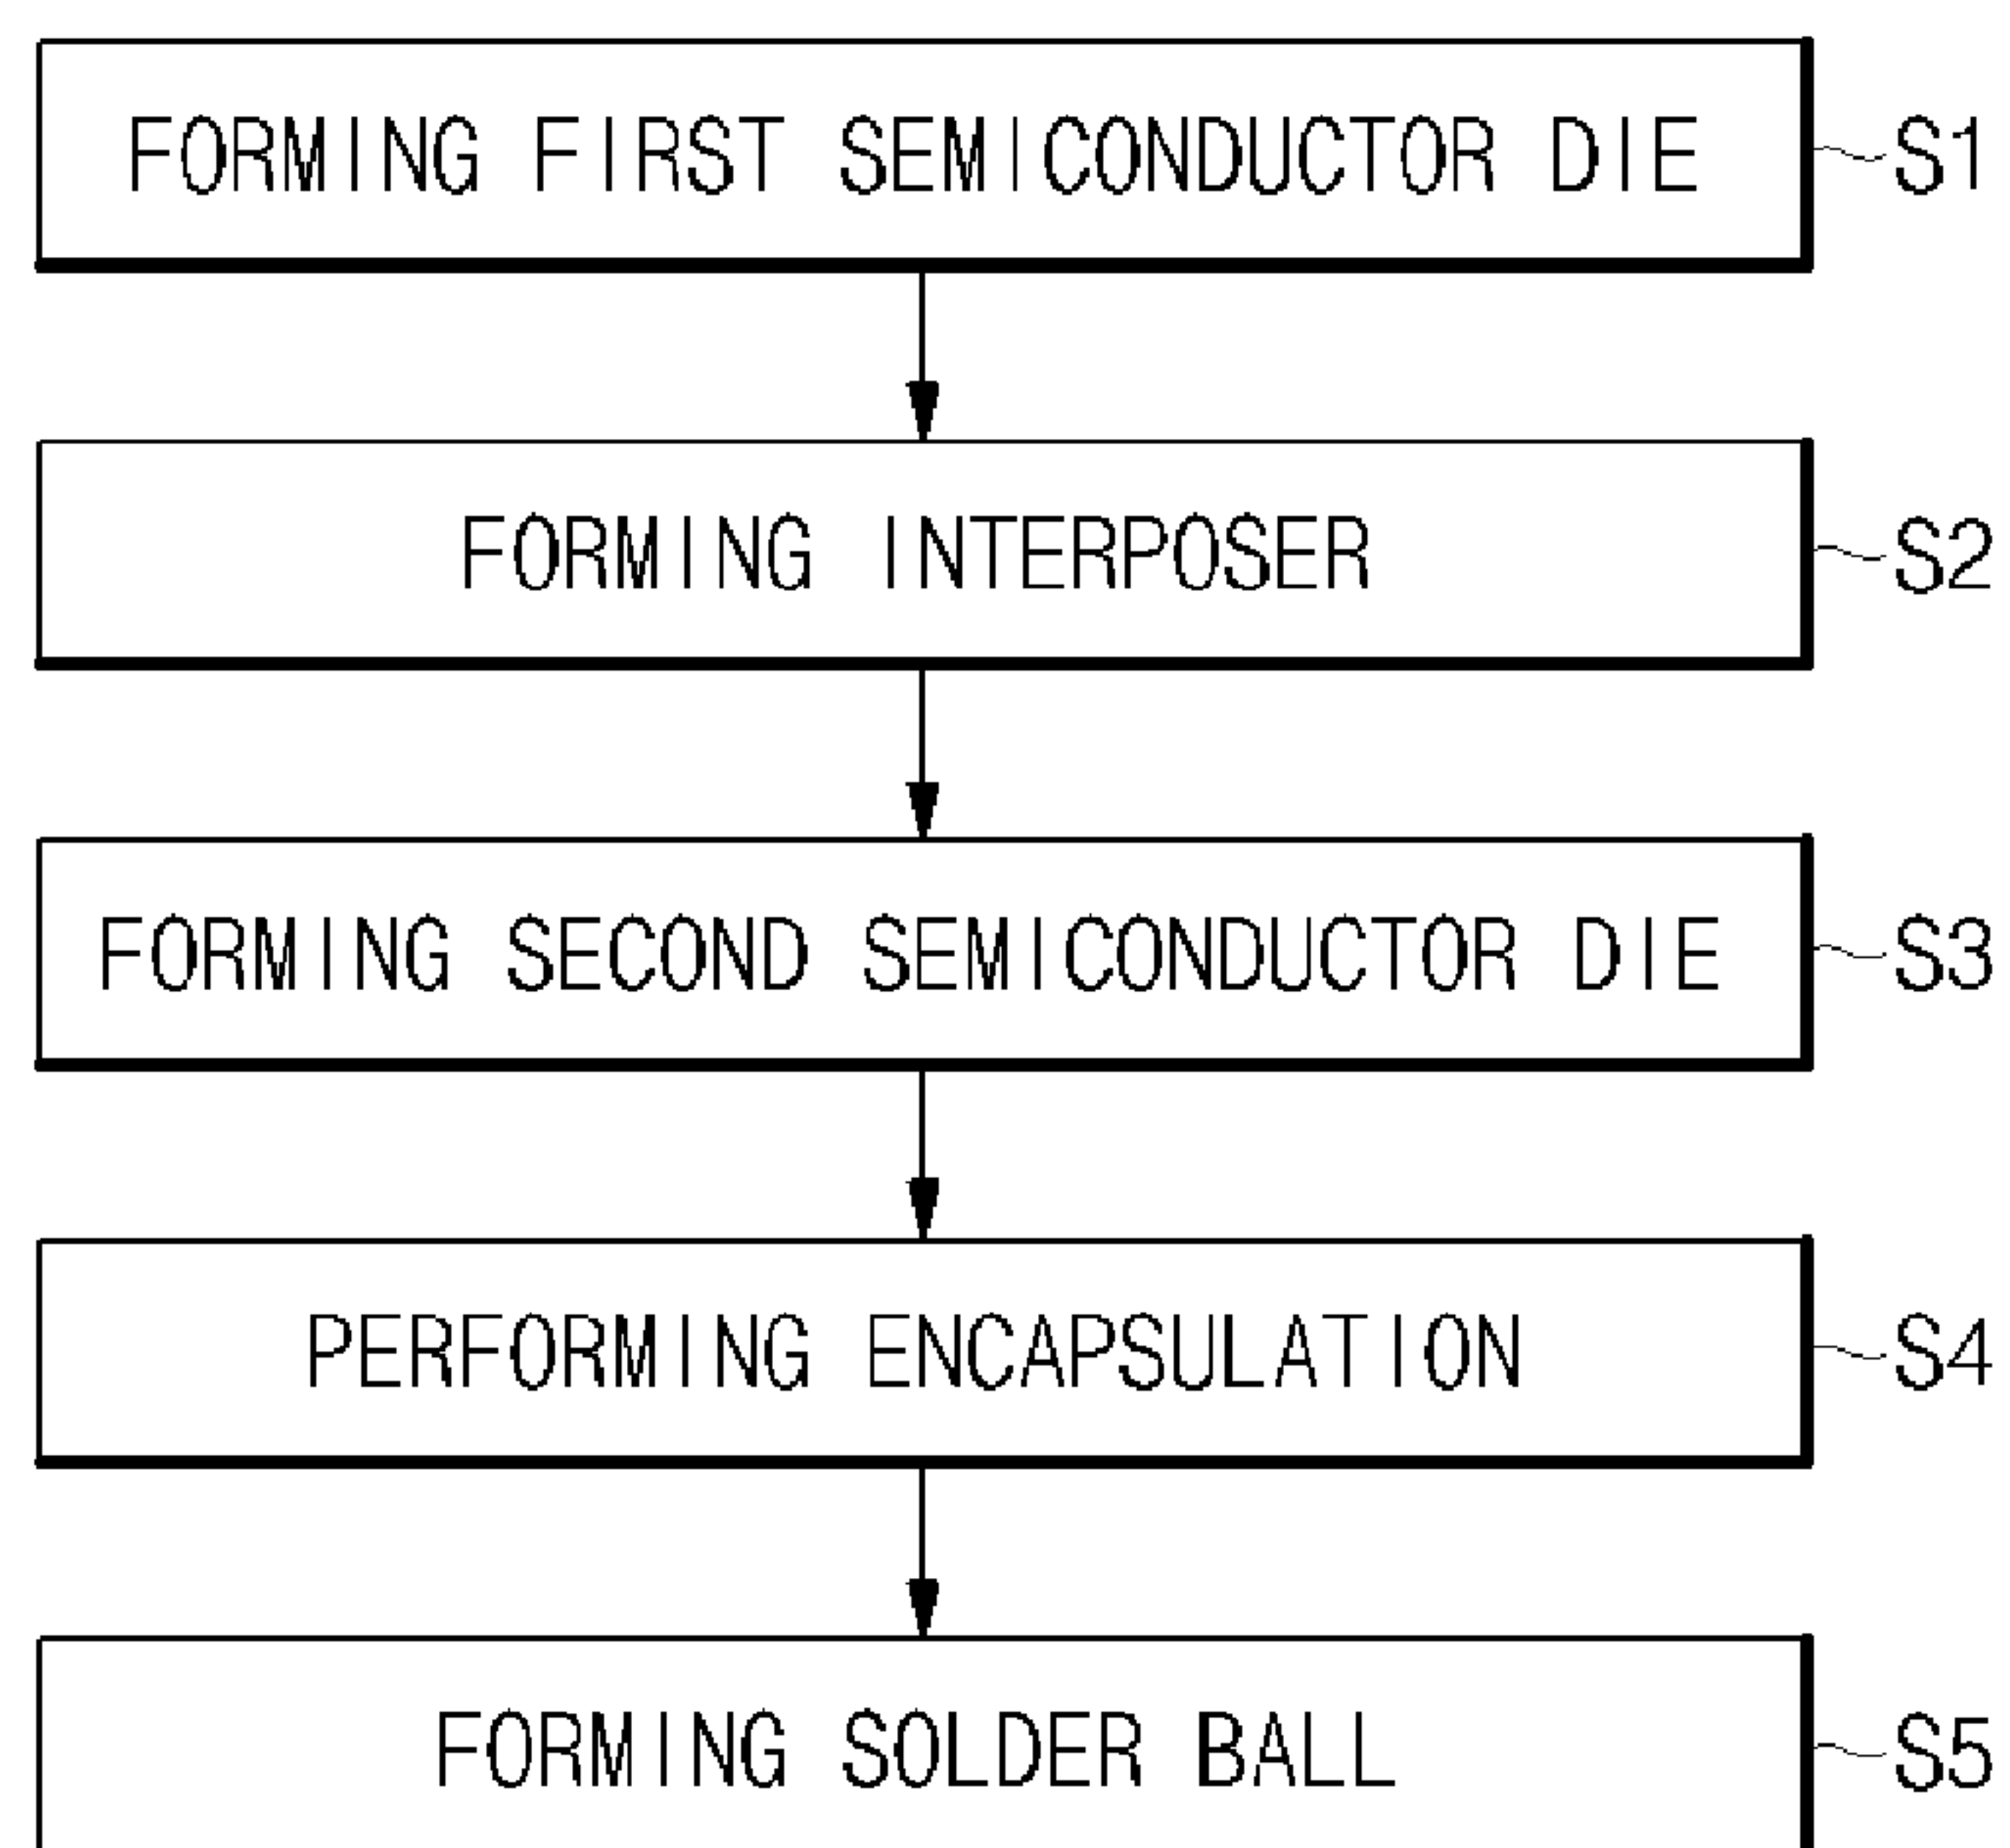 FORMING FIRST SEMICONDUCTOR DIE S1
FORMING INTERPOSER S2
FORMING SECOND SEMICONDUCTOR DIE S3
PERFORMING ENCAPSULATION S4
FORMING SOLDER BALL S5